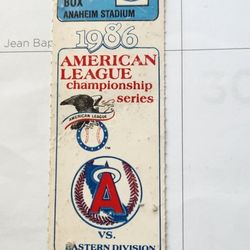 BOX
ANAHEIM STADIUM
Jean Bap
1986
AMERICAN
LEAGUE
championship
series
AMERICAN LEAGUE
A
VS.
EASTERN DIVISION